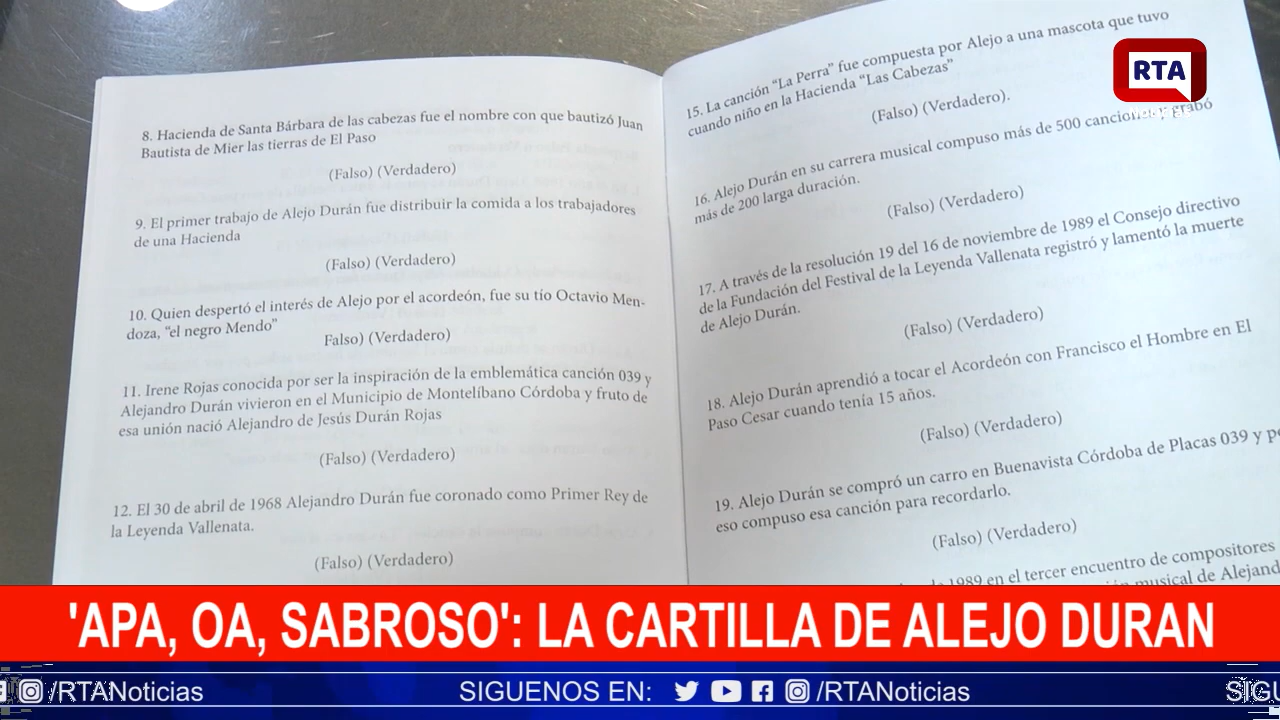 8. Hacienda de Santa Bárbara de las cabezas fue el nombre con que bautizó Juan
Bautista de Mier las tierras de El Paso
(Falso) (Verdadero)
9. El primer trabajo de Alejo Durán fue distribuir la comida a los trabajadores
de una Hacienda
(Falso) (Verdadero)
10. Quien despertó el interés de Alejo por el acordeón, fue su tío Octavio Men-
doza, "el negro Mendo"
Falso) (Verdadero)
11. Irene Rojas conocida por ser la inspiración de la emblemática canción 039 y
Alejandro Durán vivieron en el Municipio de Montelíbano Córdoba y fruto de
esa unión nació Alejandro de Jesús Durán Rojas
(Falso) (Verdadero)
12. El 30 de abril de 1968 Alejandro Durán fue coronado como Primer Rey de
la Leyenda Vallenata.
(Falso) (Verdadero)
15. La canción "La Perra" fue compuesta por Alejo a una mascota que tuvo
cuando niño en la Hacienda "Las Cabezas"
(Falso) (Verdadero).
16. Alejo Durán en su carrera musical compuso más de 500 canciones y grabó
más de 200 larga duración.
(Falso) (Verdadero)
17. A través de la resolución 19 del 16 de noviembre de 1989 el Consejo directivo
de la Fundación del Festival de la Leyenda Vallenata registró y lamentó la muerte
de Alejo Durán.
(Falso) (Verdadero)
18. Alejo Durán aprendió a tocar el Acordeón con Francisco el Hombre en El
Paso Cesar cuando tenía 15 años.
(Falso) (Verdadero)
19. Alejo Durán se compró un carro en Buenavista Córdoba de Placas 039 y
eso compuso esa canción para recordarlo.
(Falso) (Verdadero)
de 1989 en el tercer encuentro de compositores
musical de
RTA
'APA, OA, SABROSO': LA CARTILLA DE ALEJO DURAN
/RTANoticias SIGUENOS EN: /RTANoticias